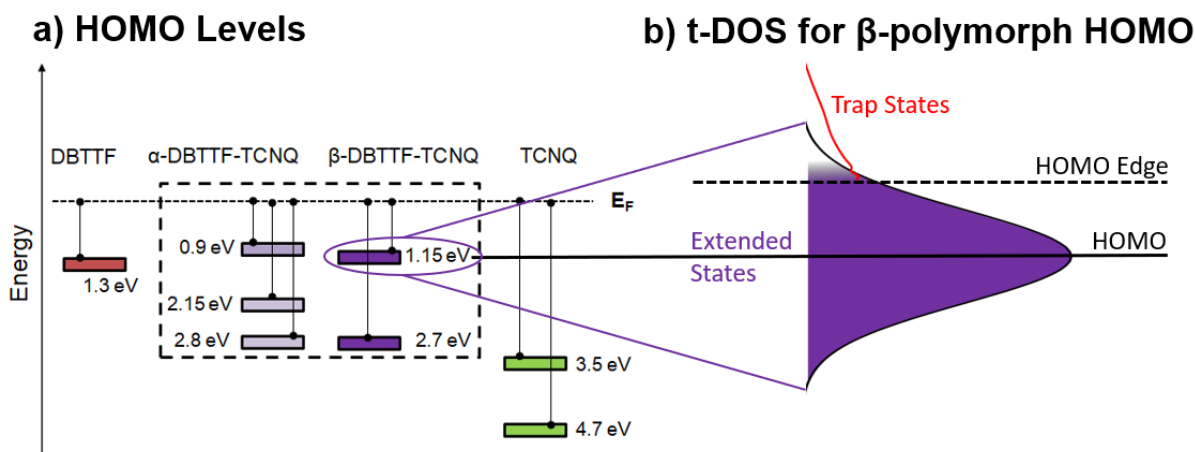 a) HOMO Levels
b) t-DOS for β-polymorph HOMO
Energy
DBTTF
α-DBTTF-TCNQ
β-DBTTF-TCNQ
TCNQ
E_F
1.3 eV
0.9 eV
2.15 eV
2.8 eV
1.15 eV
2.7 eV
3.5 eV
4.7 eV
Trap States
HOMO Edge
Extended
States
HOMO